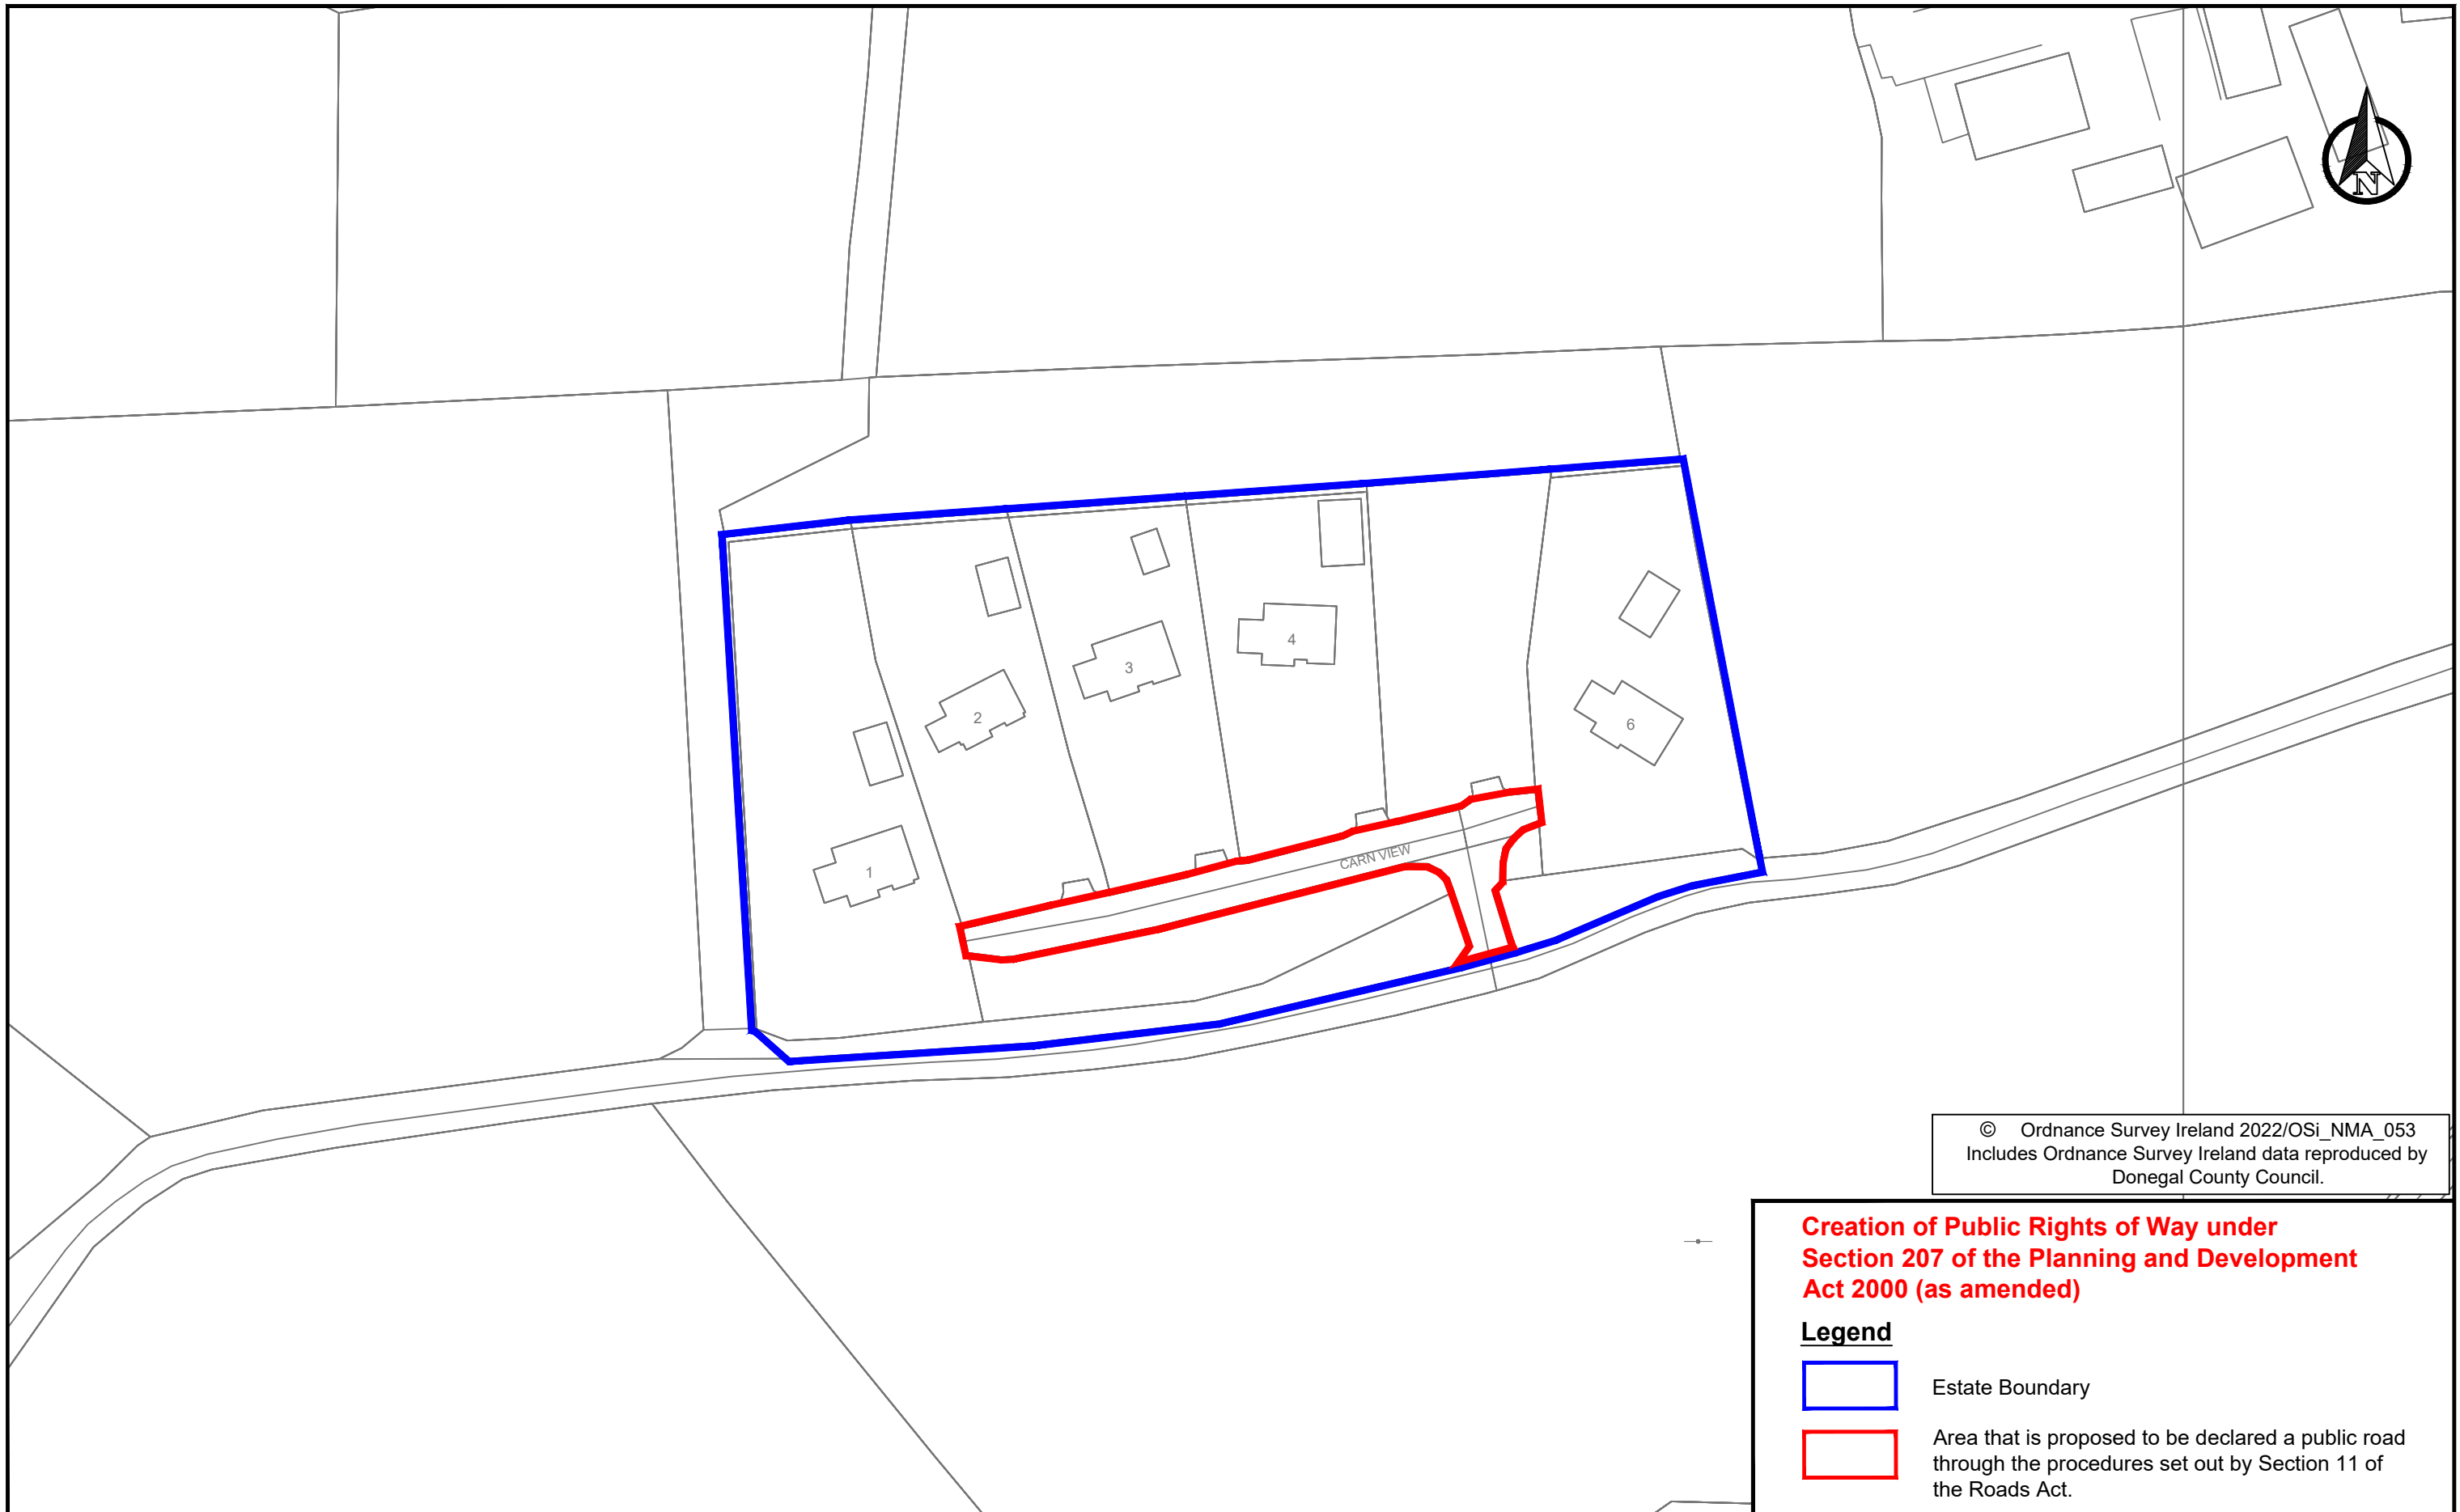 N
4
3
6
2
1
CARN VIEW
© Ordnance Survey Ireland 2022/OSi_NMA_053
Includes Ordnance Survey Ireland data reproduced by
Donegal County Council.
Creation of Public Rights of Way under
Section 207 of the Planning and Development
Act 2000 (as amended)
Legend
Estate Boundary
Area that is proposed to be declared a public road
through the procedures set out by Section 11 of
the Roads Act.